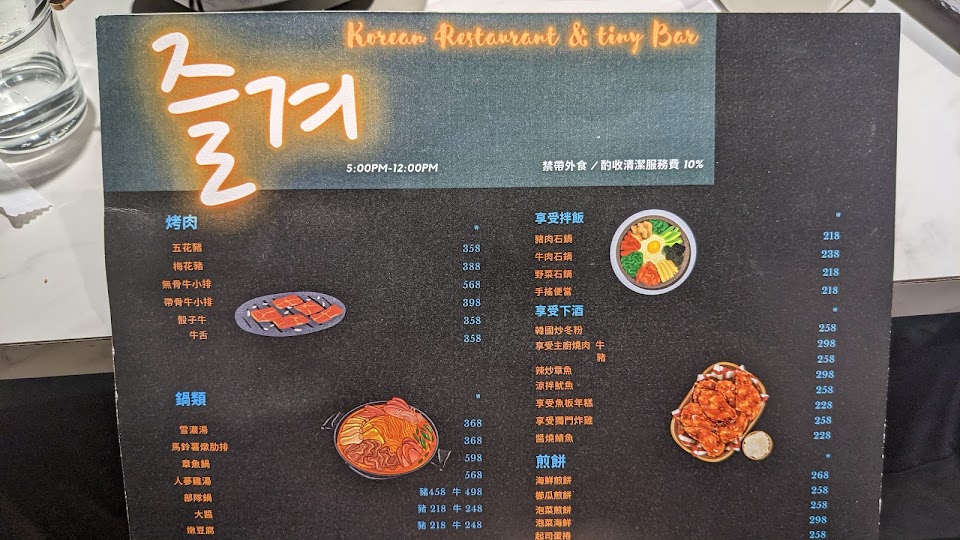 즐겨
Korean Restaurant & tiny Bar
5:00PM-12:00PM
禁帶外食 / 酌收清潔服務費 10%
烤肉
五花豬 358
梅花豬 388
無骨牛小排 568
帶骨牛小排 398
骰子牛 358
牛舌 358
鍋類
雪濃湯 368
馬鈴薯燉肋排 368
章魚鍋 598
人蔘雞湯 568
部隊鍋 豬458 牛 498
大醬 豬 218 牛 248
嫩豆腐 豬 218 牛 248
享受拌飯
豬肉石鍋 218
牛肉石鍋 238
野菜石鍋 218
手搖便當 218
享受下酒
韓國炒冬粉 258
享受主廚燒肉 牛 298
豬 258
辣炒章魚 298
涼拌魷魚 258
享受魚板年糕 228
享受獨門炸雞 258
醬燒鯖魚 228
煎餅
海鮮煎餅 268
櫛瓜煎餅 258
泡菜煎餅 258
泡菜海鮮 298
起司蛋捲 258